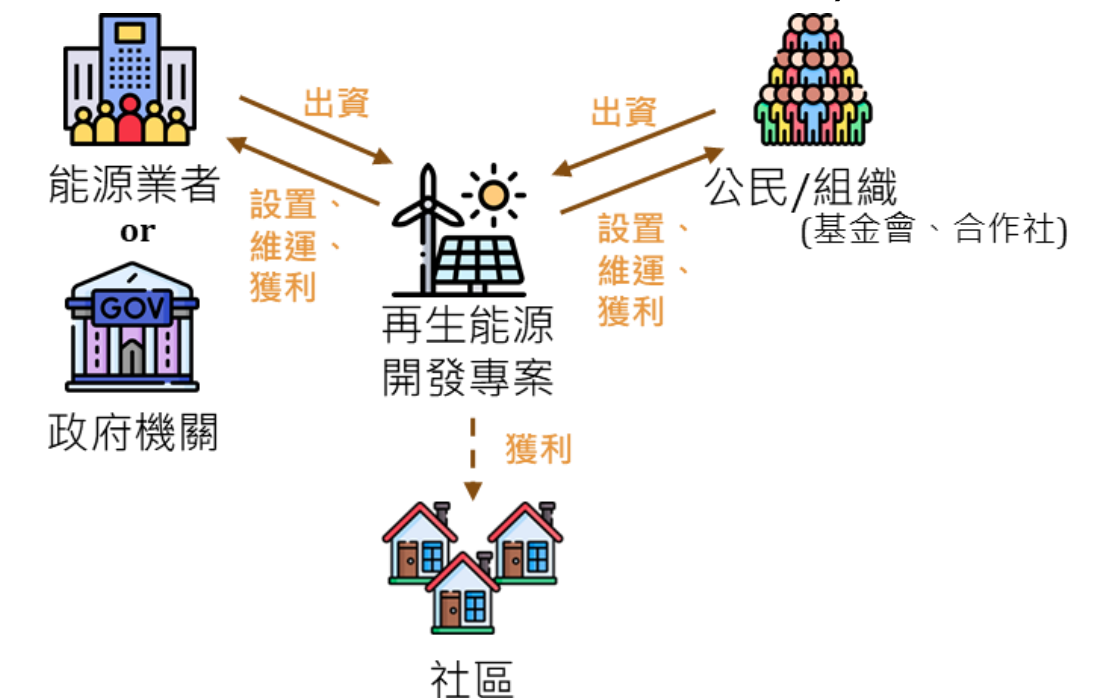 出資
能源業者
or
GOV
政府機關
設置、
維運、
獲利
再生能源
開發專案
出資
公民/組織
(基金會、合作社)
設置、
維運、
獲利
獲利
社區